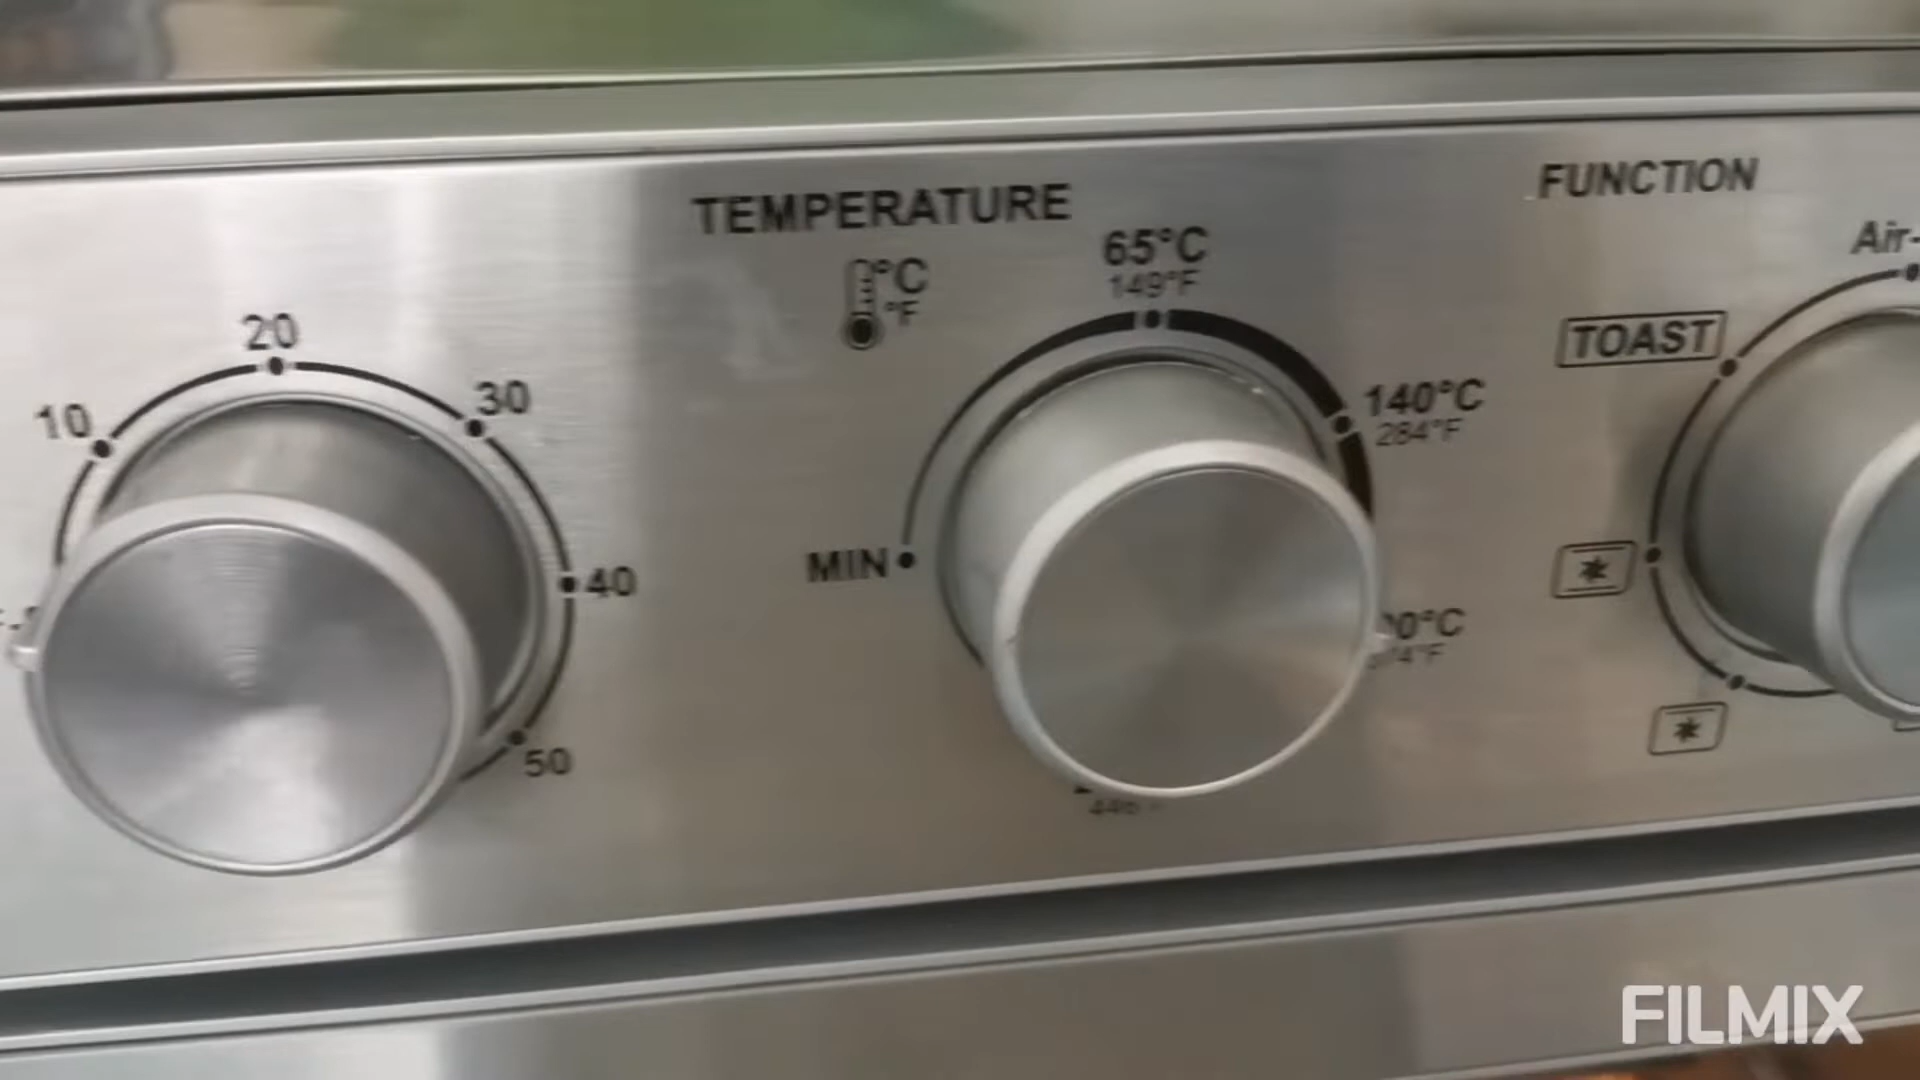 TEMPERATURE
°C
°F
65°C
149°F
140°C
284°F
MIN
10
20
30
40
50
FUNCTION
TOAST
FILMIX